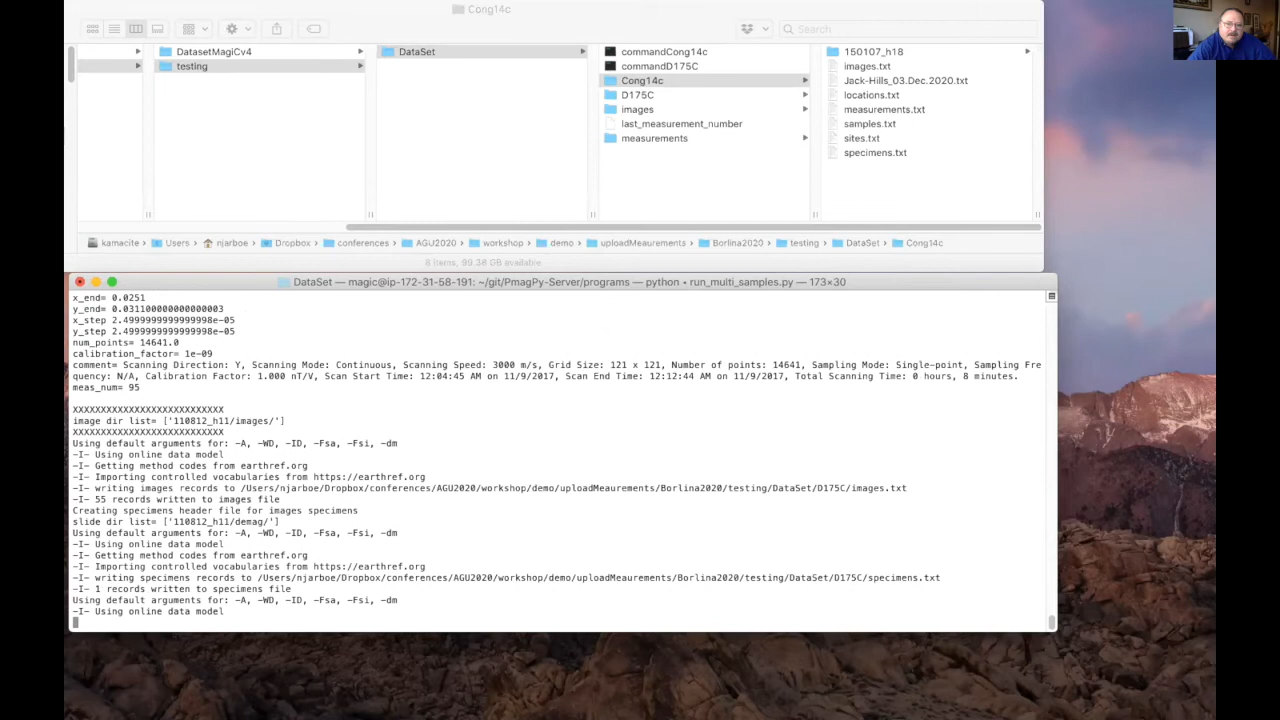 Cong14c
Search
DatasetMagiCv4
testing
DataSet
commandCong14c
commandD175C
Cong14c
D175C
images
last_measurement_number
measurements
150107_h18
images.txt
Jack-Hills_03.Dec.2020.txt
locations.txt
measurements.txt
samples.txt
sites.txt
specimens.txt
kamacite Users njarboe Dropbox conferences AGU2020 workshop demo uploadMeaurements Borlina2020 testing DataSet Cong14c
8 items, 99.38 GB available
DataSet — magic@ip-172-31-58-191: ~/git/PmagPy-Server/programs — python • run_multi_samples.py — 173×30
x_end= 0.0251
y_end= 0.031100000000000003
x_step 2.4999999999999998e-05
y_step 2.4999999999999998e-05
num_points= 14641.0
calibration_factor= 1e-09
comment= Scanning Direction: Y, Scanning Mode: Continuous, Scanning Speed: 3000 m/s, Grid Size: 121 x 121, Number of points: 14641, Sampling Mode: Single-point, Sampling Fre
quency: N/A, Calibration Factor: 1.000 nT/V, Scan Start Time: 12:04:45 AM on 11/9/2017, Scan End Time: 12:12:44 AM on 11/9/2017, Total Scanning Time: 0 hours, 8 minutes.
meas_num= 95
XXXXXXXXXXXXXXXXXXXXXXXXXXX
image dir list= ['110812_h11/images/']
XXXXXXXXXXXXXXXXXXXXXXXXXXX
Using default arguments for: -A, -WD, -ID, -Fsa, -Fsi, -dm
-I- Using online data model
-I- Getting method codes from earthref.org
-I- Importing controlled vocabularies from https://earthref.org
-I- writing images records to /Users/njarboe/Dropbox/conferences/AGU2020/workshop/demo/uploadMeaurements/Borlina2020/testing/DataSet/D175C/images.txt
-I- 55 records written to images file
Creating specimens header file for images specimens
slide dir list= ['110812_h11/demag/']
Using default arguments for: -A, -WD, -ID, -Fsa, -Fsi, -dm
-I- Using online data model
-I- Getting method codes from earthref.org
-I- Importing controlled vocabularies from https://earthref.org
-I- writing specimens records to /Users/njarboe/Dropbox/conferences/AGU2020/workshop/demo/uploadMeaurements/Borlina2020/testing/DataSet/D175C/specimens.txt
-I- 1 records written to specimens file
Using default arguments for: -A, -WD, -ID, -Fsa, -Fsi, -dm
-I- Using online data model